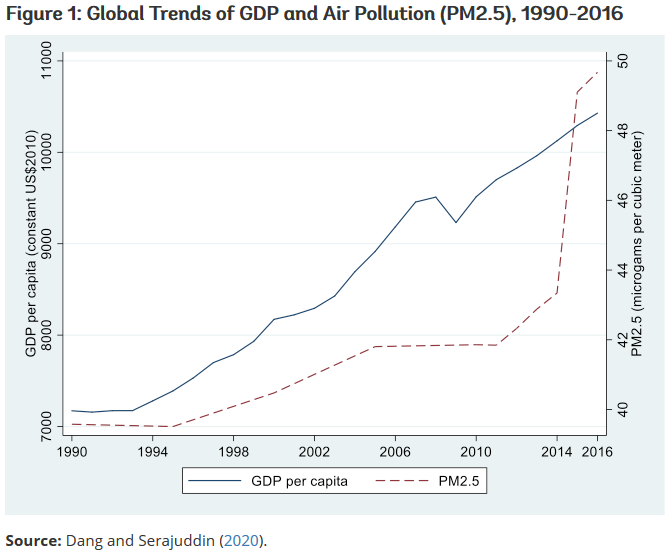 Figure 1: Global Trends of GDP and Air Pollution (PM2.5), 1990-2016
11000
10000
9000
8000
7000
GDP per capita (constant US$2010)
50
48
46
44
42
40
PM2.5 (microgams per cubic meter)
1990 1994 1998 2002 2006 2010 2014 2016
GDP per capita PM2.5
Source: Dang and Serajuddin (2020).